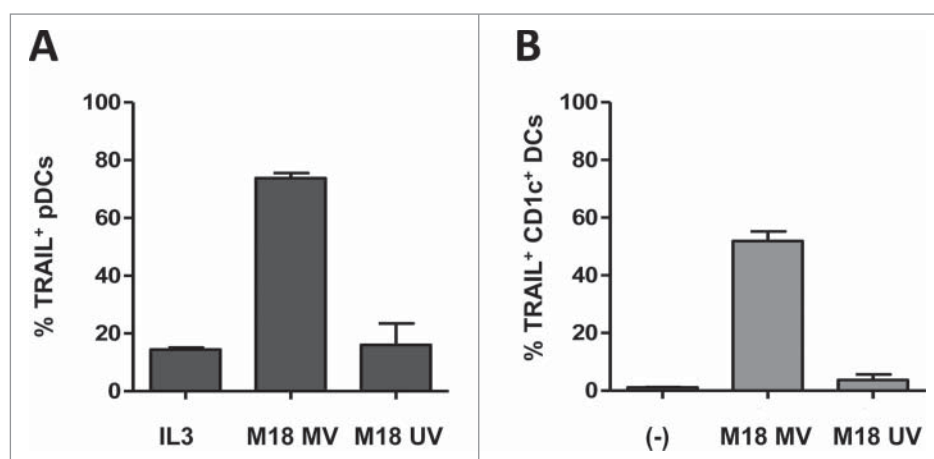 A
% TRAIL⁺ pDCs
100
80
60
40
20
0
IL3 M18 MV M18 UV
B
% TRAIL⁺ CD1c⁺ DCs
100
80
60
40
20
0
(-) M18 MV M18 UV